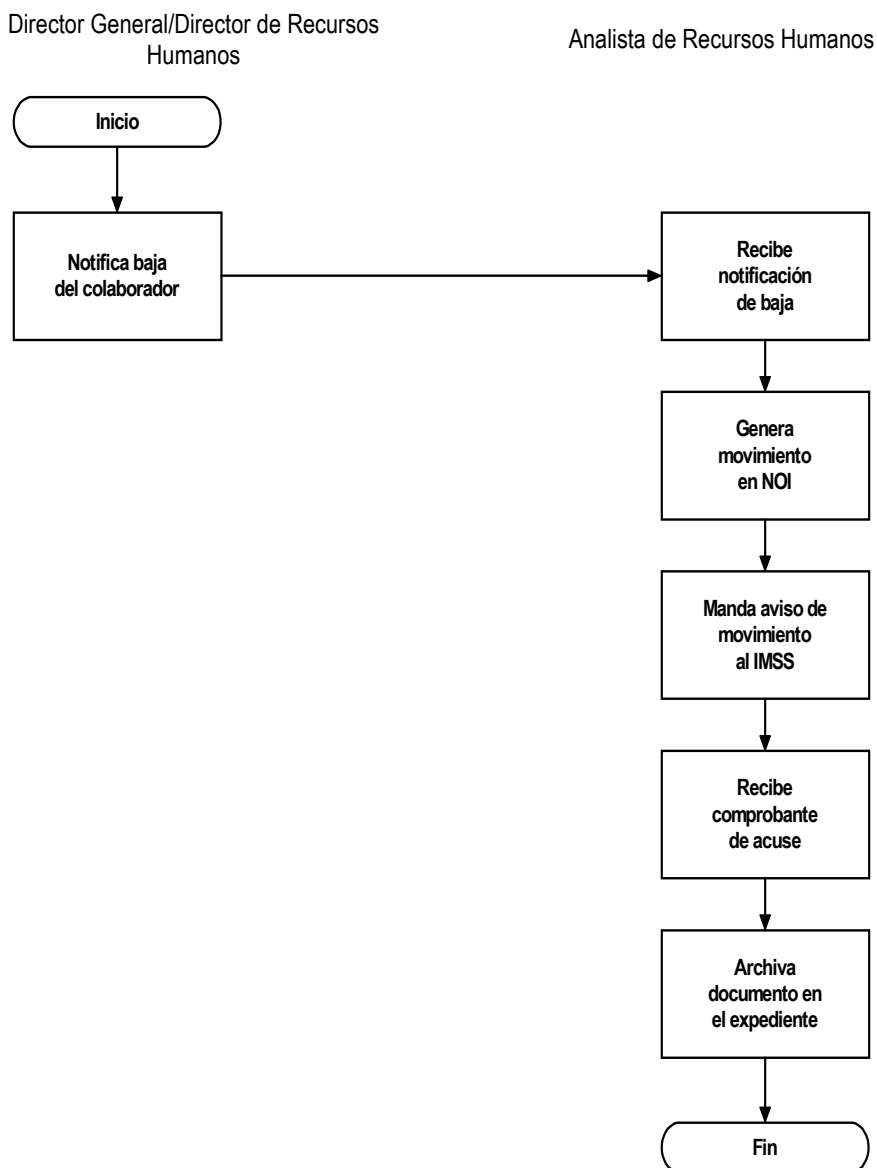 Director General/Director de Recursos
Humanos
Analista de Recursos Humanos
Inicio
Notifica baja
del colaborador
Recibe
notificación
de baja
Genera
movimiento
en NOI
Manda aviso de
movimiento
al IMSS
Recibe
comprobante
de acuse
Archiva
documento en
el expediente
Fin